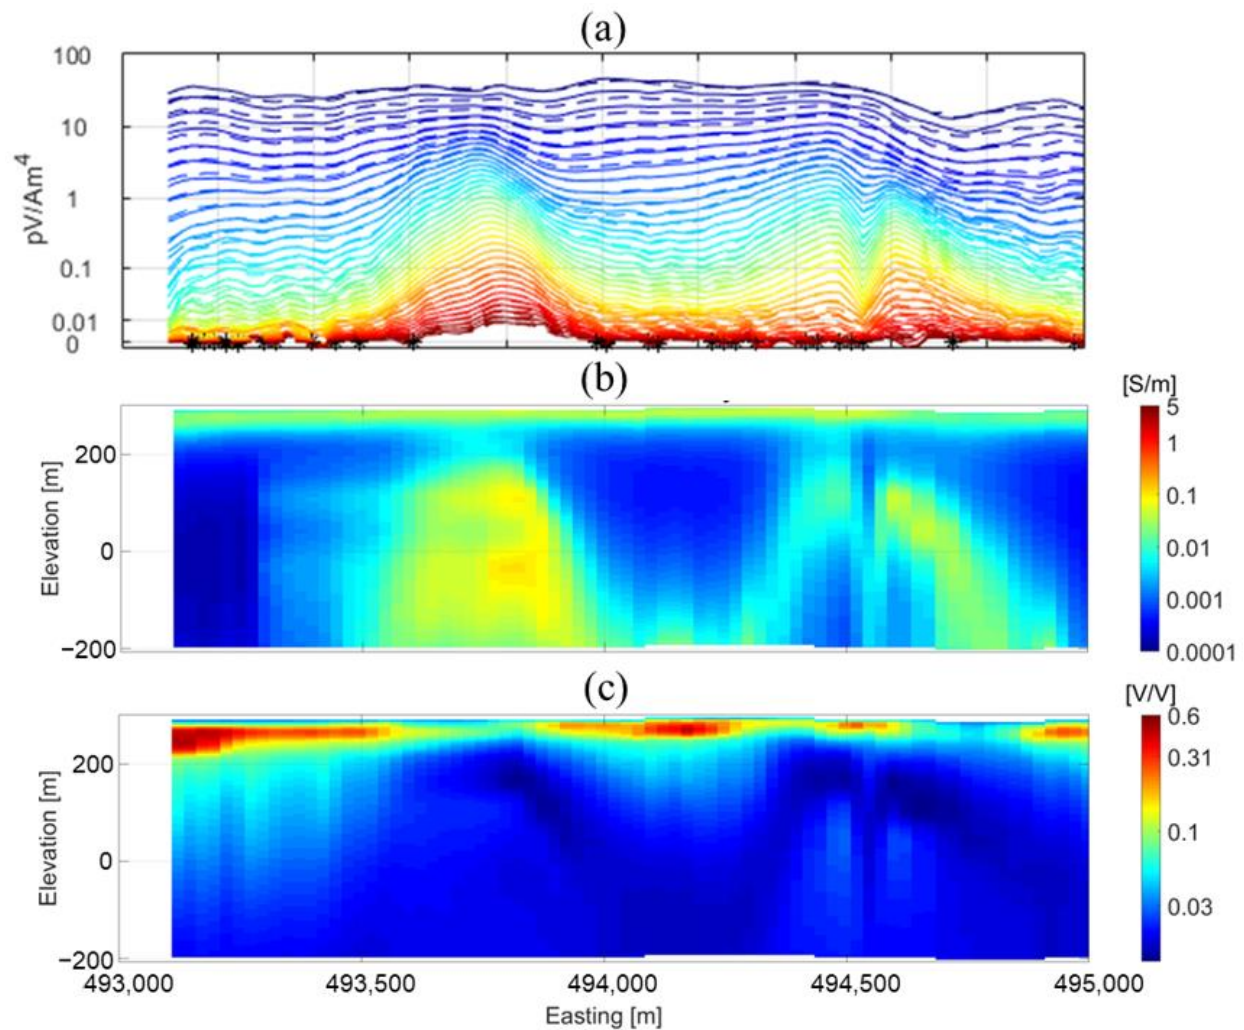 (a)
100
10
1
0.1
0.01
0
pV/Am⁴
(b)
[S/m]
200
0
−200
Elevation [m]
5
1
0.1
0.01
0.001
0.0001
(c)
[V/V]
200
0
−200
Elevation [m]
0.6
0.31
0.1
0.03
493,000 493,500 494,000 494,500 495,000
Easting [m]